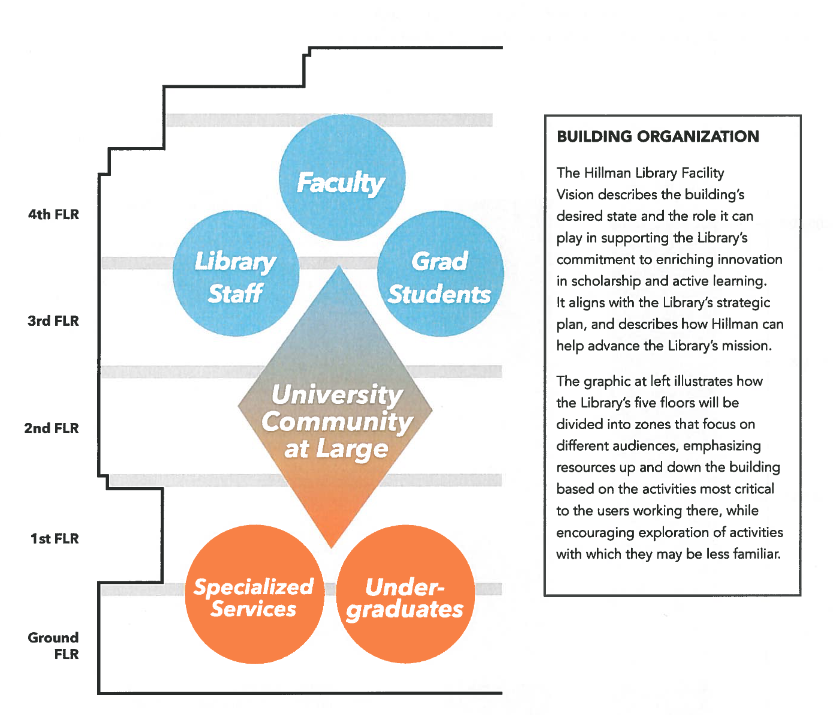 Faculty
4th FLR
Library
Staff
Grad
Students
3rd FLR
University
Community
at Large
2nd FLR
1st FLR
Specialized
Services
Under-
graduates
Ground
FLR
BUILDING ORGANIZATION
The Hillman Library Facility
Vision describes the building's
desired state and the role it can
play in supporting the Library's
commitment to enriching innovation
in scholarship and active learning.
It aligns with the Library's strategic
plan, and describes how Hillman can
help advance the Library's mission.
The graphic at left illustrates how
the Library's five floors will be
divided into zones that focus on
different audiences, emphasizing
resources up and down the building
based on the activities most critical
to the users working there, while
encouraging exploration of activities
with which they may be less familiar.